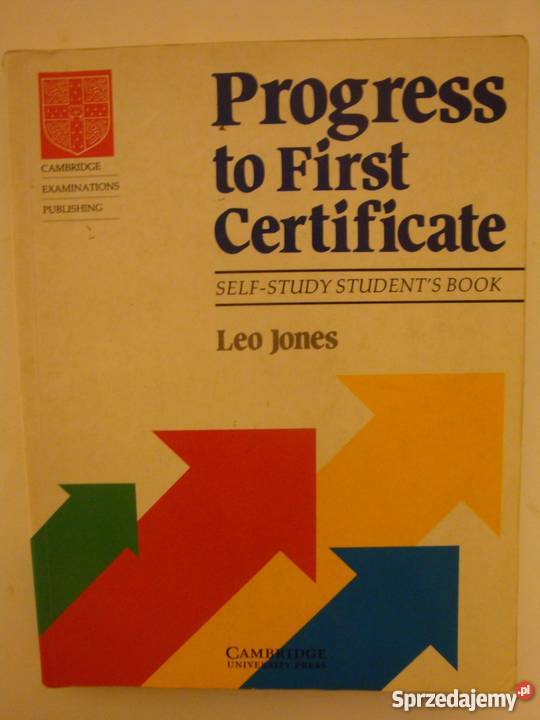 Progress
to First
Certificate
CAMBRIDGE
EXAMINATIONS
PUBLISHING
SELF-STUDY STUDENT'S BOOK
Leo Jones
CAMBRIDGE
UNIVERSITY PRESS
Sprzedajemy.pl